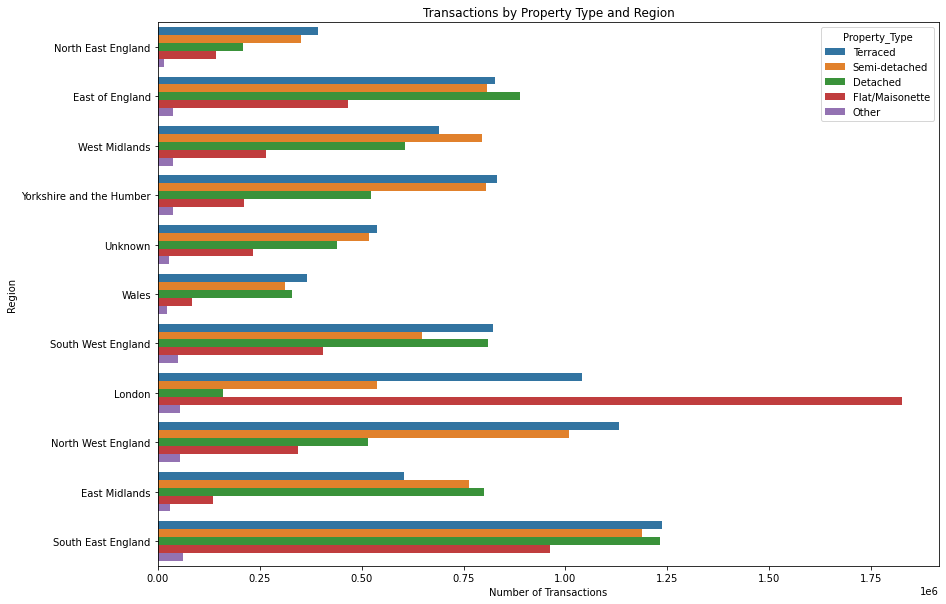 Transactions by Property Type and Region
Property_Type
Terraced
Semi-detached
Detached
Flat/Maisonette
Other
Region
North East England
East of England
West Midlands
Yorkshire and the Humber
Unknown
Wales
South West England
London
North West England
East Midlands
South East England
0.00 0.25 0.50 0.75 1.00 1.25 1.50 1.75
1e6
Number of Transactions